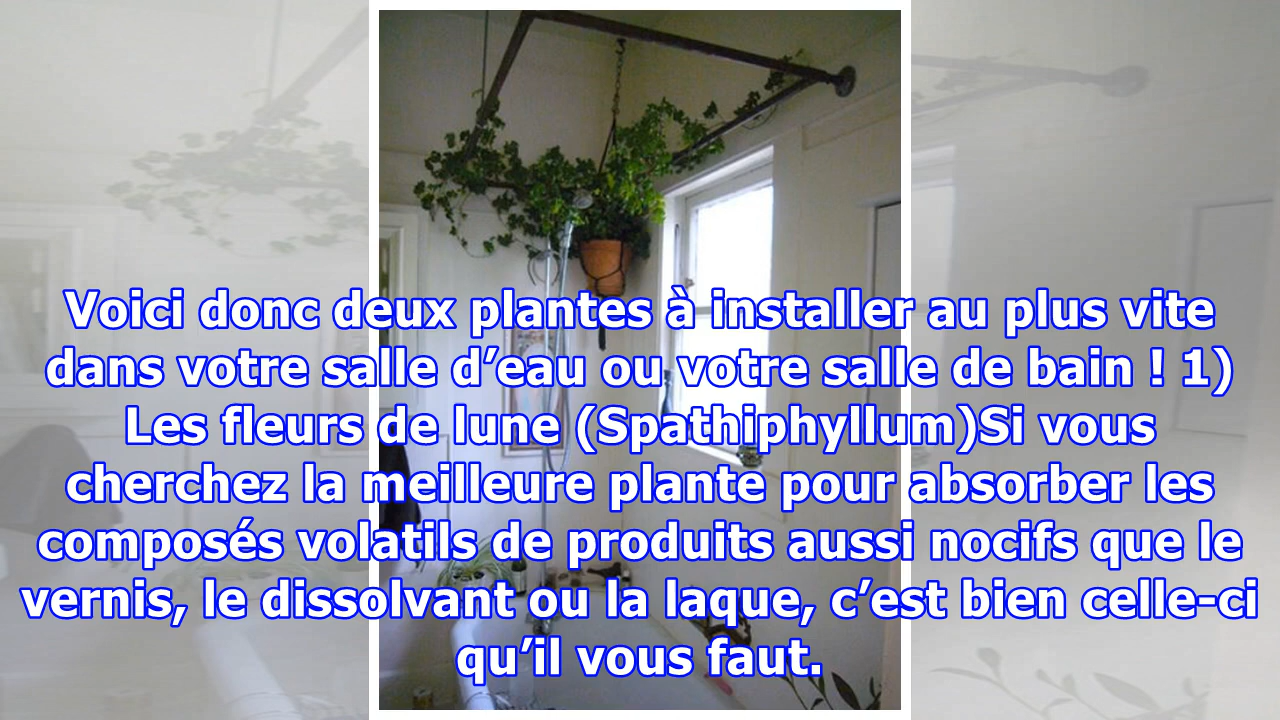 Voici donc deux plantes à installer au plus vite
dans votre salle d’eau ou votre salle de bain ! 1)
Les fleurs de lune (Spathiphyllum)Si vous
cherchez la meilleure plante pour absorber les
composés volatils de produits aussi nocifs que le
vernis, le dissolvant ou la laque, c’est bien celle-ci
qu’il vous faut.